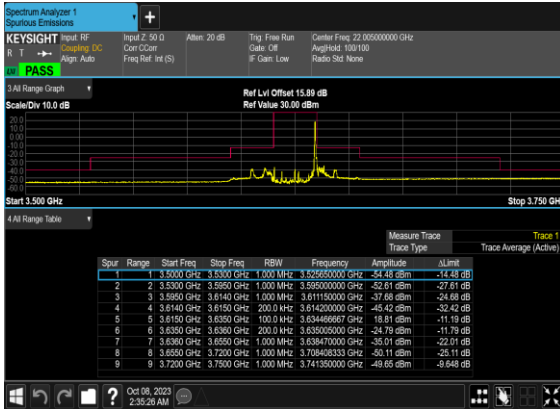 Spectrum Analyzer 1
Spurious Emissions
KEYSIGHT Input: RF Input Z: 50 Ω Atten: 20 dB Trig: Free Run Center Freq: 22.005000000 GHz
R T Coupling: DC Corr CCorr Gate: Off Avg|Hold: 100/100
Align: Auto Freq Ref: Int (S) IF Gain: Low Radio Std: None
PASS
3 All Range Graph Ref Lvl Offset 15.89 dB
Scale/Div 10.0 dB Ref Value 30.00 dBm
20.0
10.0
0.00
-10.0
-20.0
-30.0
-40.0
-50.0
-60.0
Start 3.500 GHz Stop 3.750 GH
4 All Range Table
Measure Trace Trace 1
Trace Type Trace Average (Active)
Spur Range Start Freq Stop Freq RBW Frequency Amplitude ΔLimit
1 1 3.5000 GHz 3.5300 GHz 1.000 MHz 3.525650000 GHz -54.48 dBm -14.48 dB
2 2 3.5300 GHz 3.5950 GHz 1.000 MHz 3.595000000 GHz -52.61 dBm -27.61 dB
3 3 3.5950 GHz 3.6140 GHz 1.000 MHz 3.611150000 GHz -37.68 dBm -24.68 dB
4 4 3.6140 GHz 3.6150 GHz 200.0 kHz 3.614200000 GHz -45.42 dBm -32.42 dB
5 5 3.6150 GHz 3.6350 GHz 100.0 kHz 3.634466667 GHz 18.81 dBm -11.19 dB
6 6 3.6350 GHz 3.6360 GHz 200.0 kHz 3.635005000 GHz -24.79 dBm -11.79 dB
7 7 3.6360 GHz 3.6550 GHz 1.000 MHz 3.638470000 GHz -35.01 dBm -22.01 dB
8 8 3.6550 GHz 3.7200 GHz 1.000 MHz 3.708408333 GHz -50.11 dBm -25.11 dB
9 9 3.7200 GHz 3.7500 GHz 1.000 MHz 3.741350000 GHz -49.65 dBm -9.648 dB
? Oct 08, 2023
2:35:26 AM